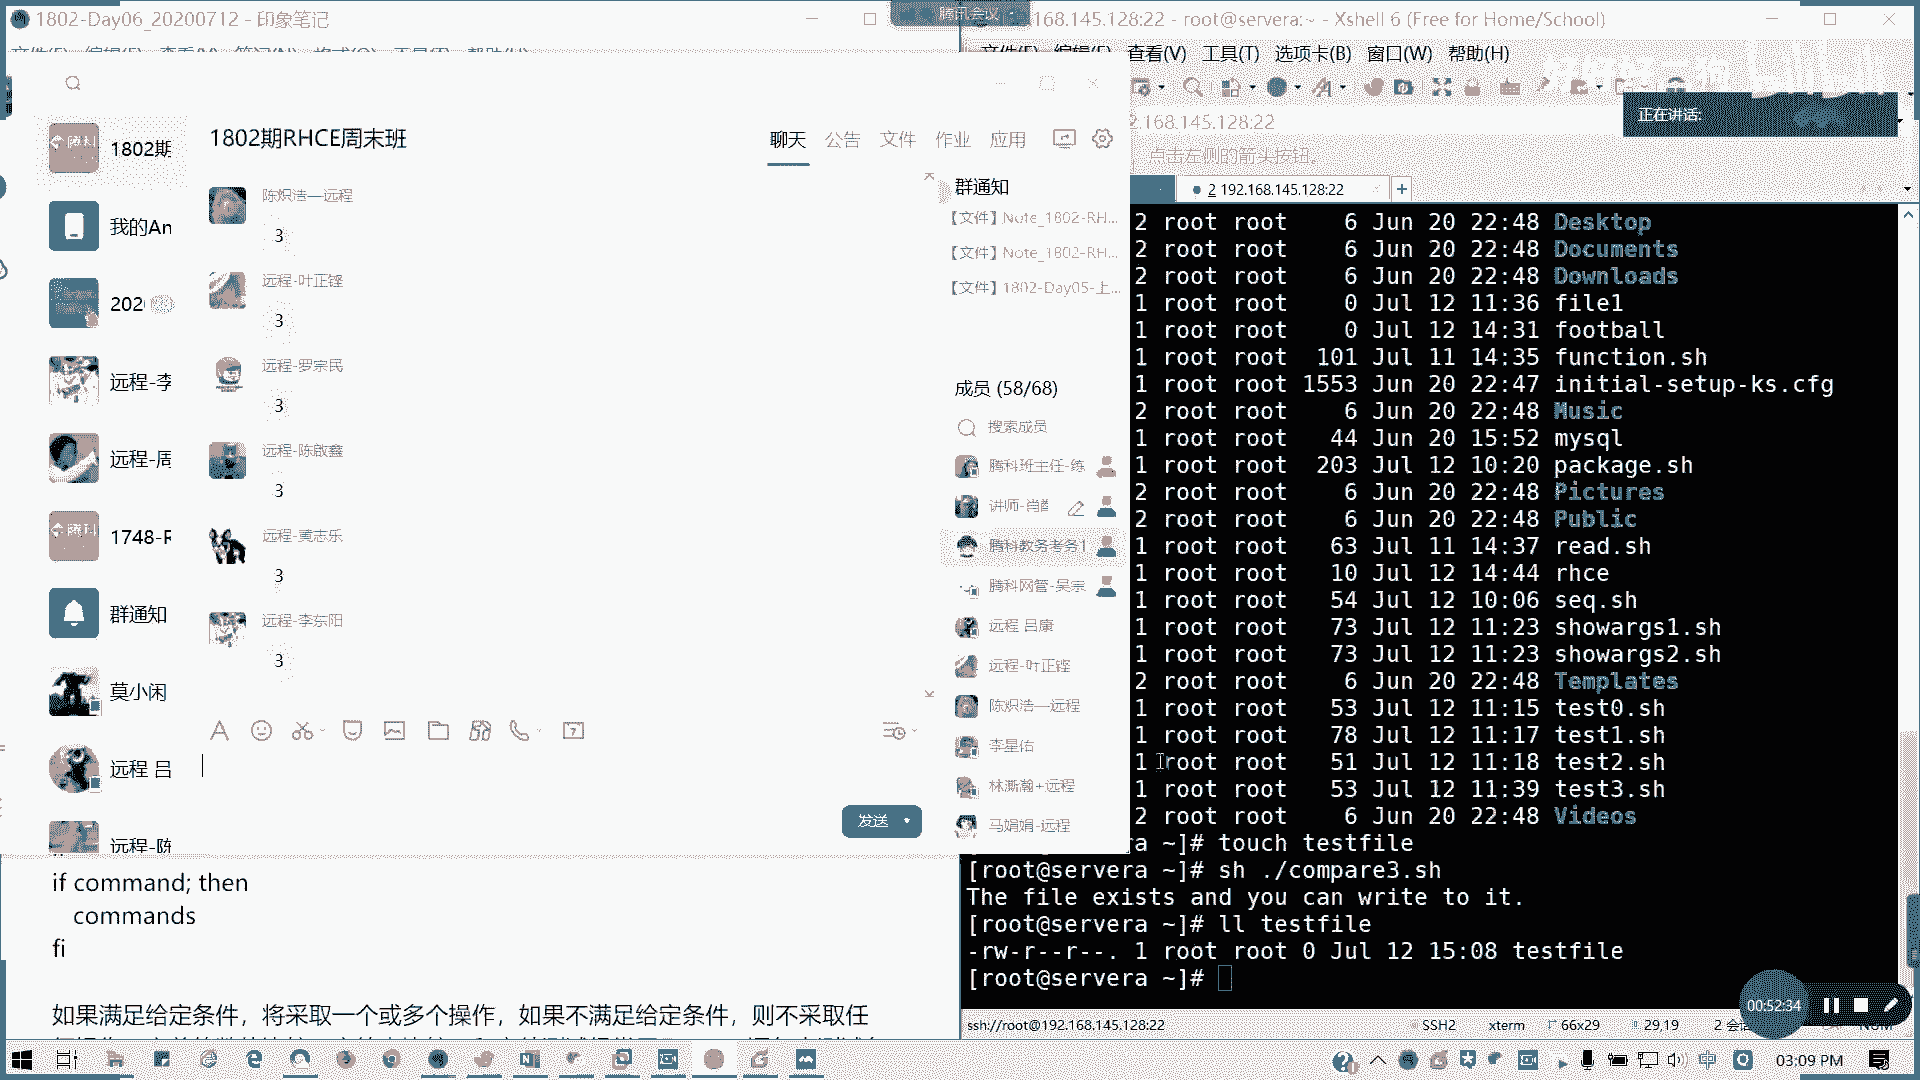 1802-Day06_20200712 - 印象笔记
腾讯会议
168.145.128:22 - root@servera:~ - Xshell 6 (Free for Home/School)
查看(V) 工具(T) 选项卡(B) 窗口(W) 帮助(H)
正在讲话:
2.168.145.128:22
点击左侧的箭头按钮。
2 192.168.145.128:22
1802期
我的An
202
远程-李
远程-周
1748-F
群通知
莫小闲
远程 吕
远程-陈
1802期RHCE周末班
聊天 公告 文件 作业 应用
陈炽浩—远程
3
远程-叶正铿
3
远程-罗宗民
3
远程-陈啟鑫
3
远程-黄志乐
3
远程-李东阳
3
发送
群通知
【文件】Note_1802-RH...
【文件】Note_1802-RH...
【文件】1802-Day05-上...
成员 (58/68)
搜索成员
腾科班主任-练
讲师-肖
腾科教务考务1
腾科网管-吴宗
远程 吕康
远程-叶正铿
陈炽浩—远程
李星佑
林澌瀚+远程
马娟娟-远程
if command; then
commands
fi
如果满足给定条件，将采取一个或多个操作，如果不满足给定条件，则不采取任
2 root root 6 Jun 20 22:48 Desktop
2 root root 6 Jun 20 22:48 Documents
2 root root 6 Jun 20 22:48 Downloads
1 root root 0 Jul 12 11:36 file1
1 root root 0 Jul 12 14:31 football
1 root root 101 Jul 11 14:35 function.sh
1 root root 1553 Jun 20 22:47 initial-setup-ks.cfg
2 root root 6 Jun 20 22:48 Music
1 root root 44 Jun 20 15:52 mysql
1 root root 203 Jul 12 10:20 package.sh
2 root root 6 Jun 20 22:48 Pictures
2 root root 6 Jun 20 22:48 Public
1 root root 63 Jul 11 14:37 read.sh
1 root root 10 Jul 12 14:44 rhce
1 root root 54 Jul 12 10:06 seq.sh
1 root root 73 Jul 12 11:23 showargs1.sh
1 root root 73 Jul 12 11:23 showargs2.sh
2 root root 6 Jun 20 22:48 Templates
1 root root 53 Jul 12 11:15 test0.sh
1 root root 78 Jul 12 11:17 test1.sh
1 root root 51 Jul 12 11:18 test2.sh
1 root root 53 Jul 12 11:39 test3.sh
2 root root 6 Jun 20 22:48 Videos
a ~]# touch testfile
[root@servera ~]# sh ./compare3.sh
The file exists and you can write to it.
[root@servera ~]# ll testfile
-rw-r--r--. 1 root root 0 Jul 12 15:08 testfile
[root@servera ~]#
00:52:34
ssh://root@192.168.145.128:22 SSH2 xterm 66x29 29,19 2 会话
03:09 PM